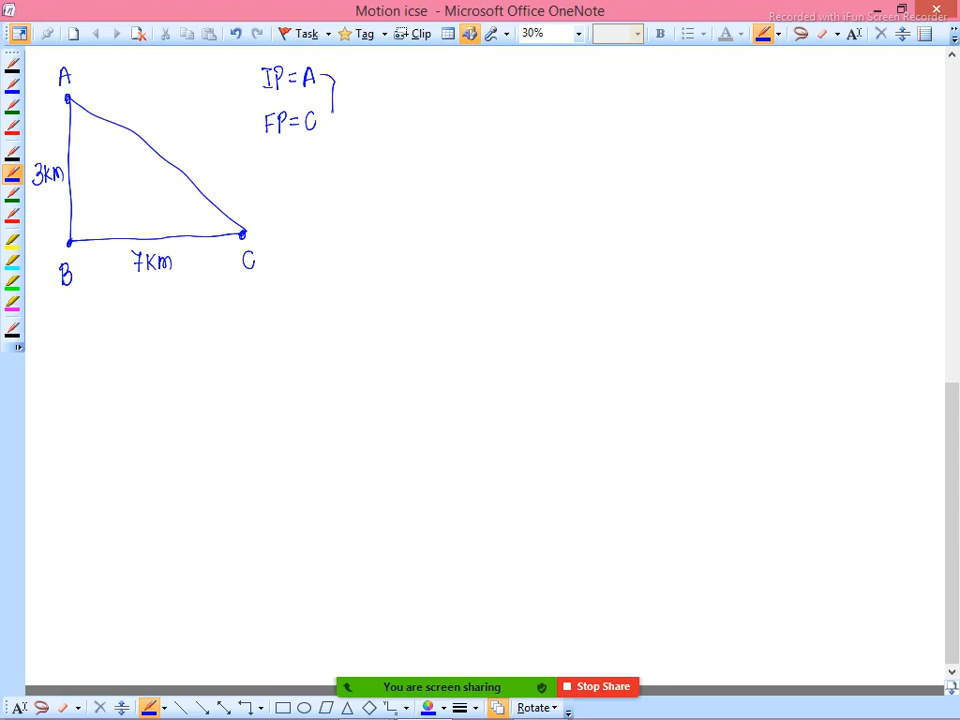 Motion icse - Microsoft Office OneNote
Recorded with iFun Screen Recorder
Task Tag Clip 30% B A A
A IP = A
FP = C
3km
7km C
B
You are screen sharing Stop Share
A Rotate